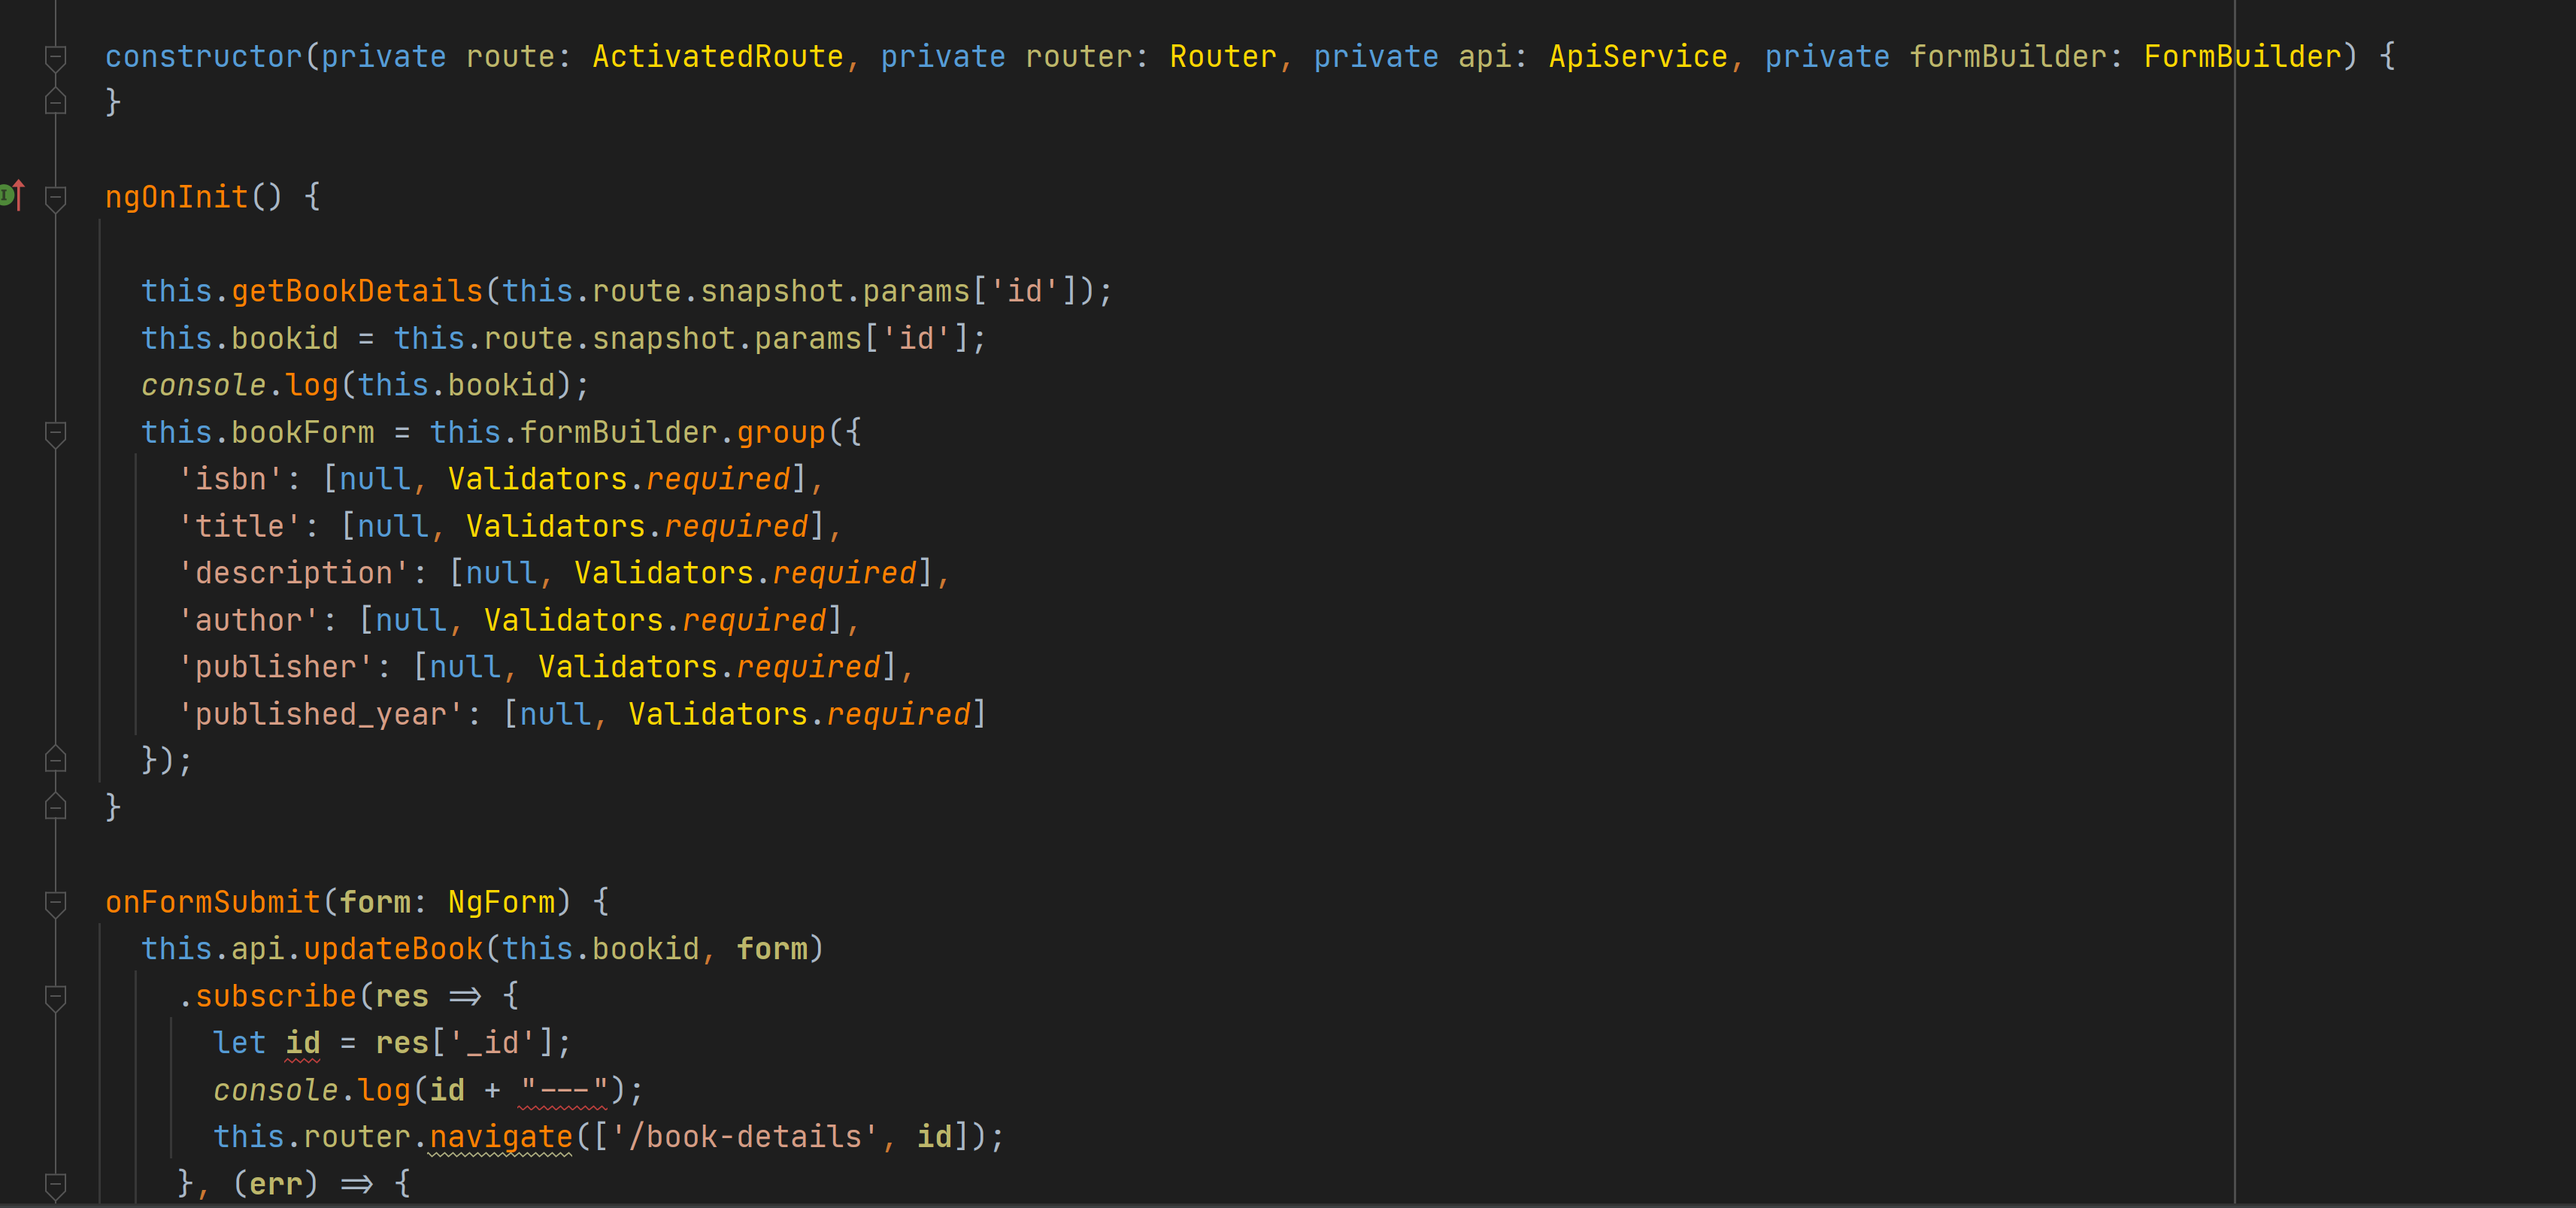 constructor(private route: ActivatedRoute, private router: Router, private api: ApiService, private formBuilder: FormBuilder) {
}
ngOnInit() {
this.getBookDetails(this.route.snapshot.params['id']);
this.bookid = this.route.snapshot.params['id'];
console.log(this.bookid);
this.bookForm = this.formBuilder.group({
'isbn': [null, Validators.required],
'title': [null, Validators.required],
'description': [null, Validators.required],
'author': [null, Validators.required],
'publisher': [null, Validators.required],
'published_year': [null, Validators.required]
});
}
onFormSubmit(form: NgForm) {
this.api.updateBook(this.bookid, form)
.subscribe(res => {
let id = res['_id'];
console.log(id + "---");
this.router.navigate(['/book-details', id]);
}, (err) => {